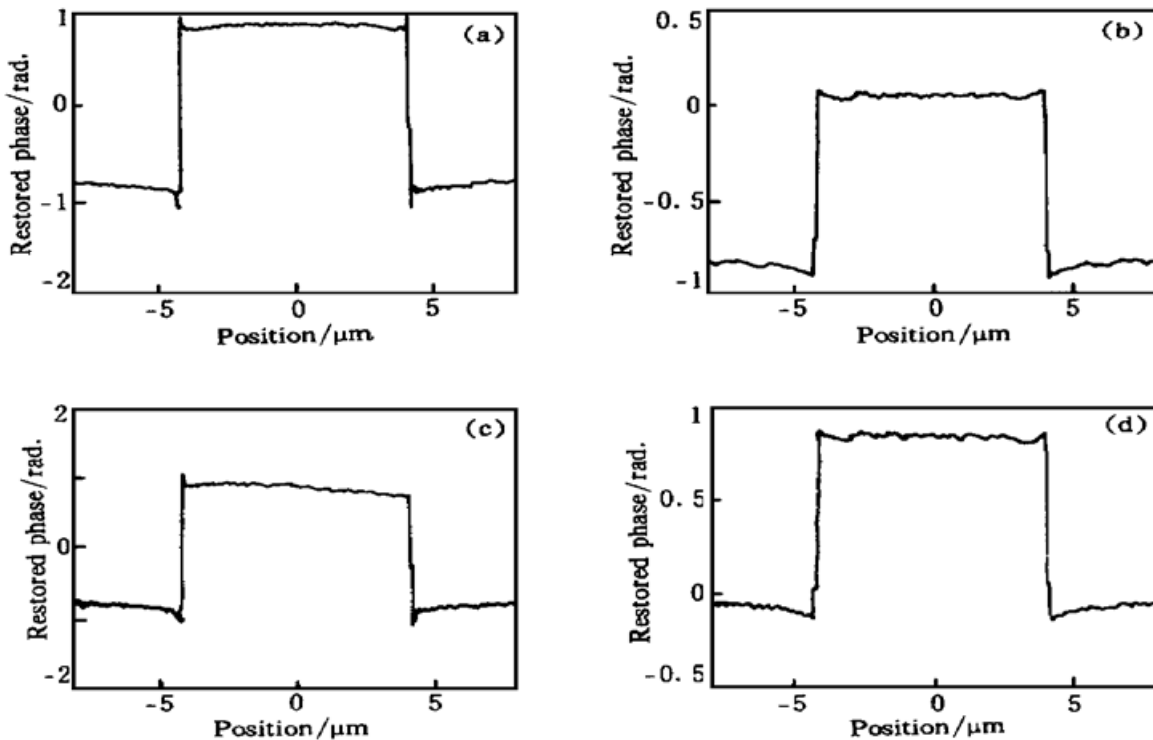 1
(a)
0
-1
-2
Restored phase/rad.
-5 0 5
Position/μm
0. 5
(b)
0
-0. 5
-1
Restored phase/rad.
-5 0 5
Position/μm
2
(c)
1
0
-2
Restored phase/rad.
-5 0 5
Position/μm
1
(d)
0. 5
0
-0. 5
Restored phase/rad.
-5 0 5
Position/μm